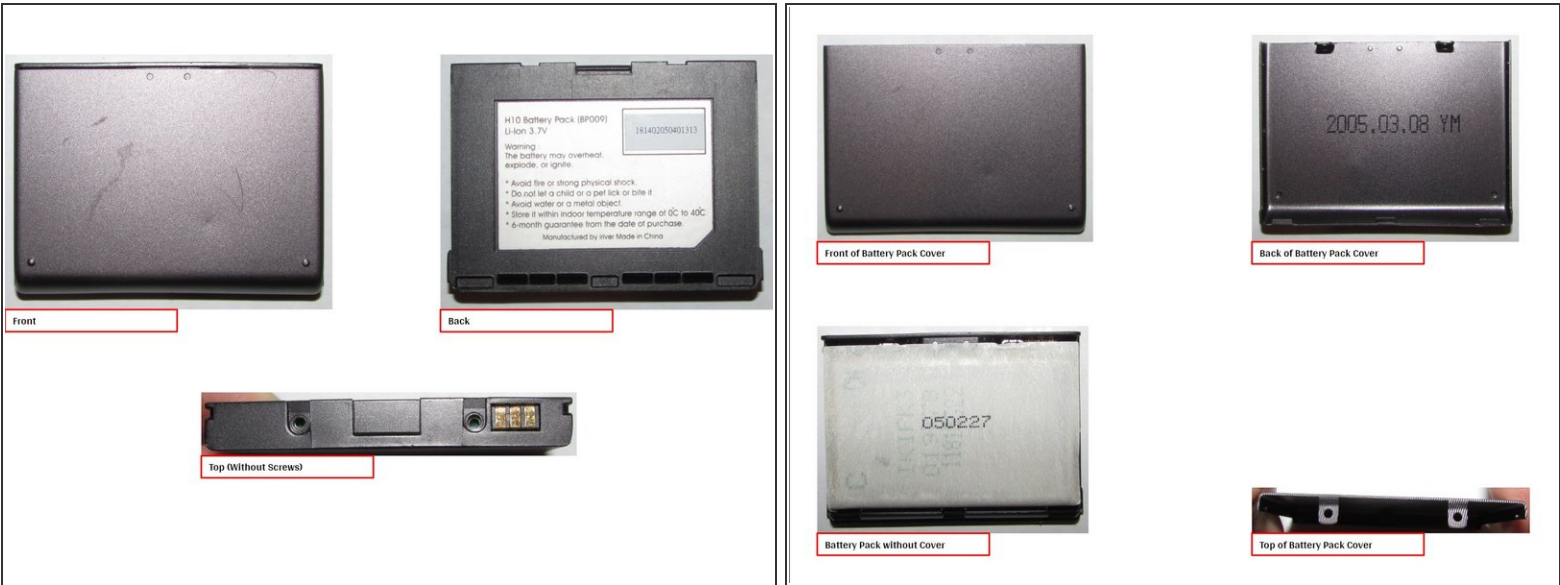 H10 Battery Pack (BP009)
Li-Ion 3.7V
181402050401313
Warning :
The battery may overheat,
explode, or ignite.
* Avoid fire or strong physical shock.
* Do not let a child or a pet lick or bite it
* Avoid water or a metal object.
* Store it within indoor temperature range of 0℃ to 40℃
* 6-month guarantee from the date of purchase.
Manufactured by iriver Made in China
Front
Back
Top (Without Screws)
2005.03.08 YM
Front of Battery Pack Cover
Back of Battery Pack Cover
050227
Battery Pack without Cover
Top of Battery Pack Cover